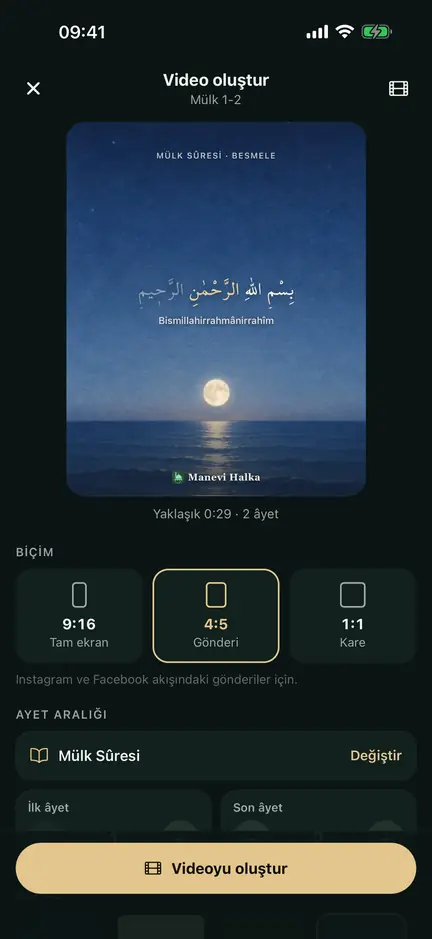 09:41
Video oluştur
Mülk 1-2
MÜLK SÛRESİ · BESMELE
بِسْمِ اللّٰهِ الرَّحْمٰنِ الرَّح۪يمِ
Bismillahirrahmânirrahîm
Manevi Halka
Yaklaşık 0:29 · 2 âyet
BİÇİM
9:16
Tam ekran
4:5
Gönderi
1:1
Kare
Instagram ve Facebook akışındaki gönderiler için.
AYET ARALIĞI
Mülk Sûresi
Değiştir
İlk âyet
Son âyet
Videoyu oluştur